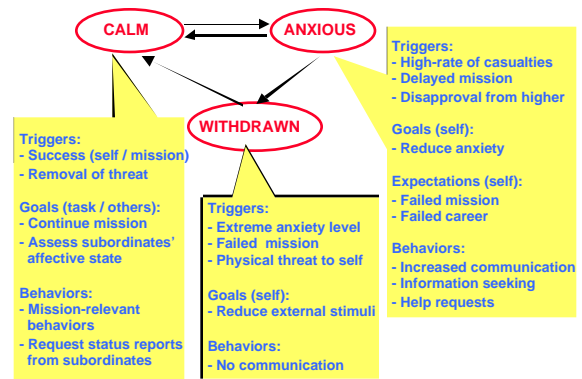 CALM
ANXIOUS
WITHDRAWN
Triggers:
- Success (self / mission)
- Removal of threat
Goals (task / others):
- Continue mission
- Assess subordinates'
affective state
Behaviors:
- Mission-relevant
behaviors
- Request status reports
from subordinates
Triggers:
- Extreme anxiety level
- Failed mission
- Physical threat to self
Goals (self):
- Reduce external stimuli
Behaviors:
- No communication
Triggers:
- High-rate of casualties
- Delayed mission
- Disapproval from higher
Goals (self):
- Reduce anxiety
Expectations (self):
- Failed mission
- Failed career
Behaviors:
- Increased communication
- Information seeking
- Help requests